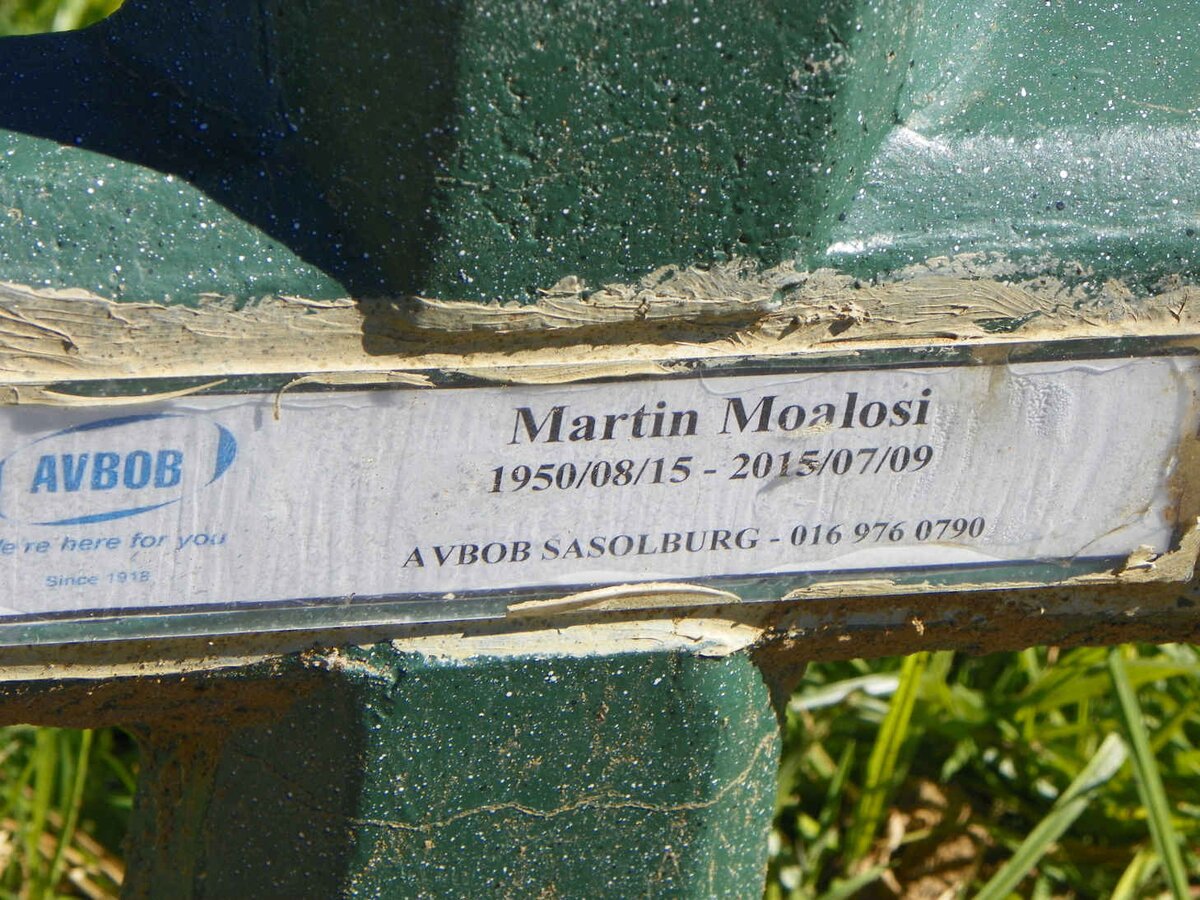 Martin Moalosi
1950/08/15 - 2015/07/09
AVBOB SASOLBURG - 016 976 0790
AVBOB
We're here for you
Since 1918